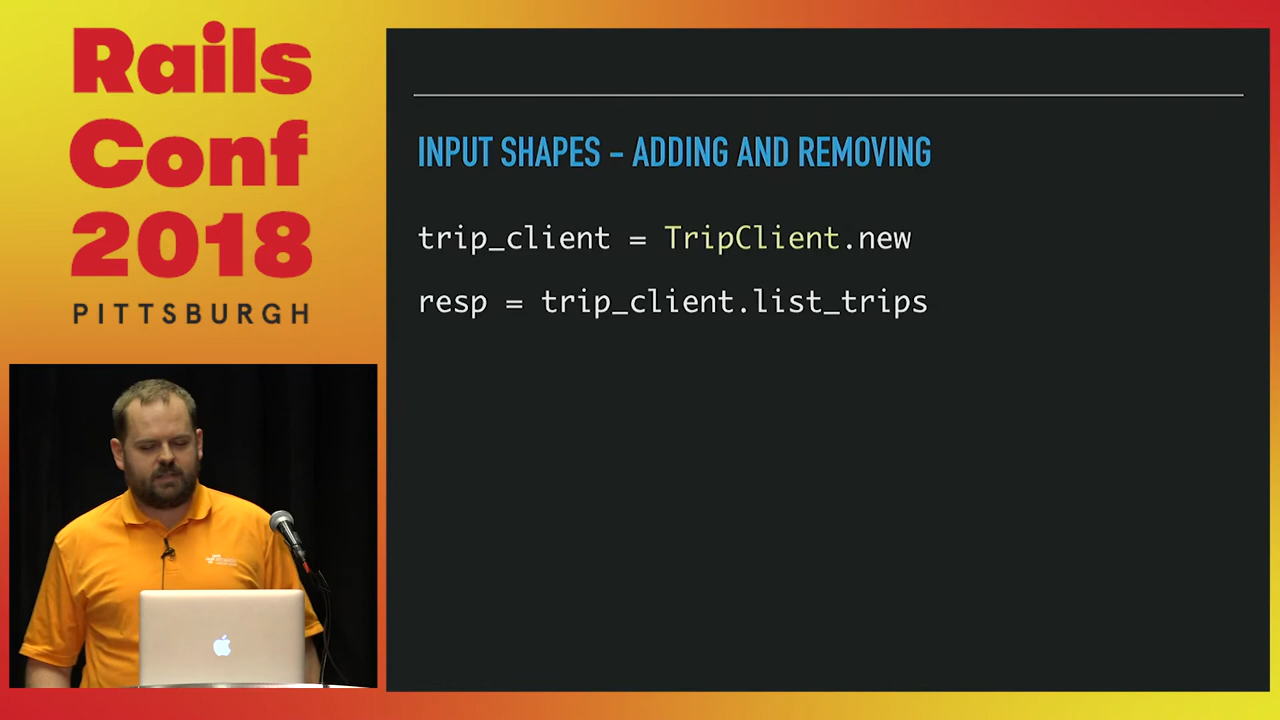 Rails
Conf
2018
PITTSBURGH
INPUT SHAPES – ADDING AND REMOVING
trip_client = TripClient.new
resp = trip_client.list_trips